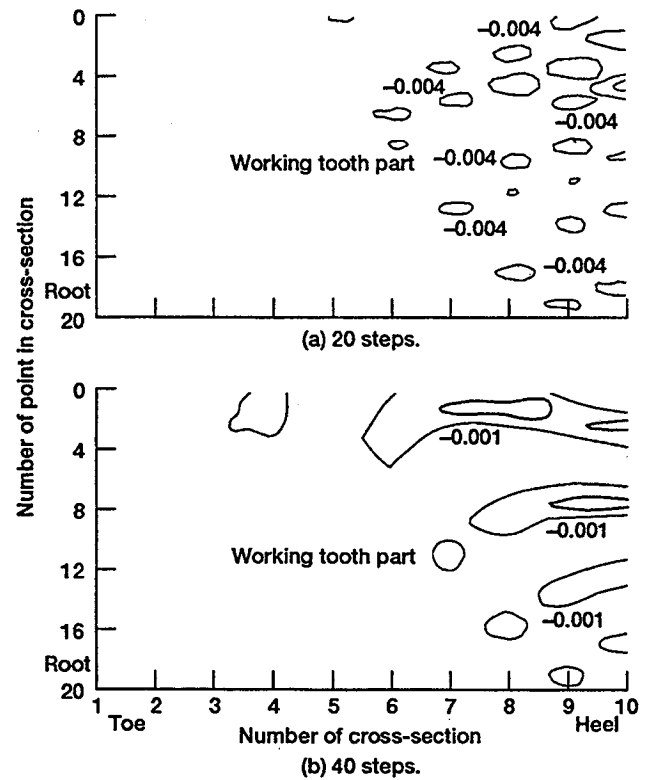 0
4
8
12
16
Root
20
-0.004
-0.004
-0.004
Working tooth part
-0.004
-0.004
-0.004
(a) 20 steps.
Number of point in cross-section
0
4
8
12
16
Root
20
-0.001
-0.001
Working tooth part
-0.001
1 2 3 4 5 6 7 8 9 10
Toe
Heel
Number of cross-section
(b) 40 steps.